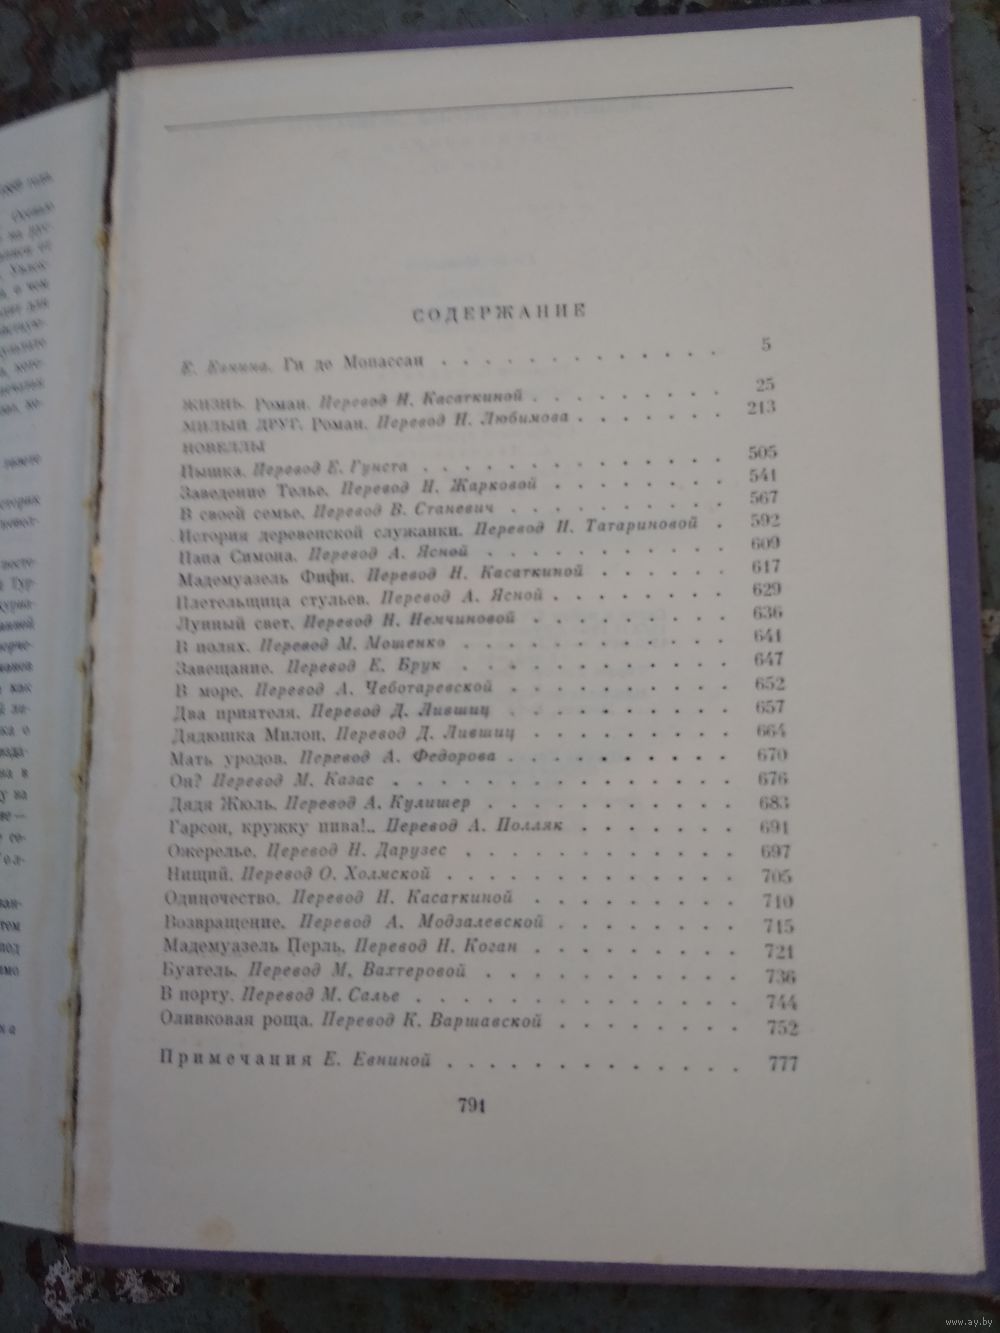 СОДЕРЖАНИЕ
Е. Евнина. Ги де Мопассан 5
ЖИЗНЬ. Роман. Перевод Н. Касаткиной 25
МИЛЫЙ ДРУГ. Роман. Перевод Н. Любимова 213
НОВЕЛЛЫ
Пышка. Перевод Е. Гунста 505
Заведение Телье. Перевод Н. Жарковой 541
В своей семье. Перевод В. Станевич 567
История деревенской служанки. Перевод И. Татариновой 592
Папа Симона. Перевод А. Ясной 609
Мадемуазель Фифи. Перевод Н. Касаткиной 617
Плетельщица стульев. Перевод А. Ясной 629
Лунный свет. Перевод Н. Немчиновой 636
В полях. Перевод М. Мошенко 641
Завещание. Перевод Е. Брук 647
В море. Перевод А. Чеботаревской 652
Два приятеля. Перевод Д. Лившиц 657
Дядюшка Милон. Перевод Д. Лившиц 664
Мать уродов. Перевод А. Федорова 670
Он? Перевод М. Казас 676
Дядя Жюль. Перевод А. Кулишер 683
Гарсон, кружку пива!.. Перевод А. Полляк 691
Ожерелье. Перевод Н. Дарузес 697
Нищий. Перевод О. Холмской 705
Одиночество. Перевод Н. Касаткиной 710
Возвращение. Перевод А. Модзалевской 715
Мадемуазель Перль. Перевод Н. Коган 721
Буатель. Перевод М. Вахтеровой 736
В порту. Перевод М. Салье 744
Оливковая роща. Перевод К. Варшавской 752
Примечания Е. Евниной 777
791
www.ay.by